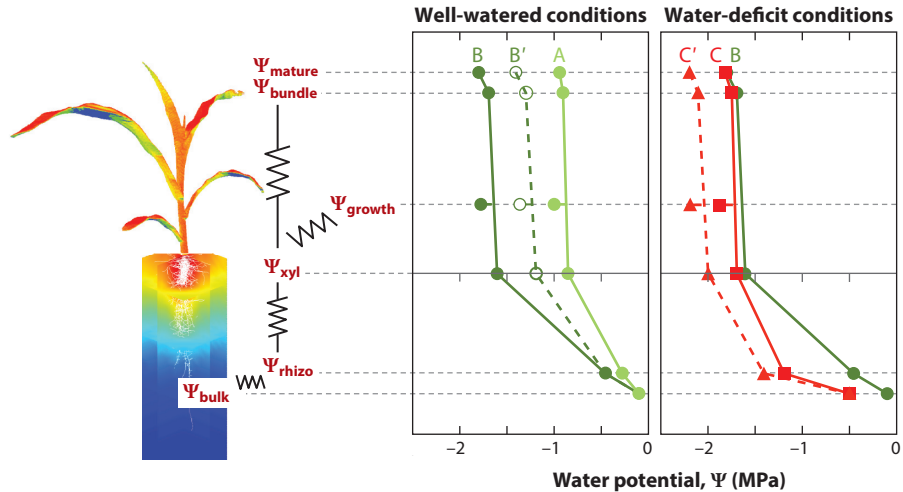 Well-watered conditions
Water-deficit conditions
B B′ A
C′ C B
Ψmature
Ψbundle
Ψgrowth
Ψxyl
Ψrhizo
Ψbulk
−2 −1 0
−2 −1 0
Water potential, Ψ (MPa)